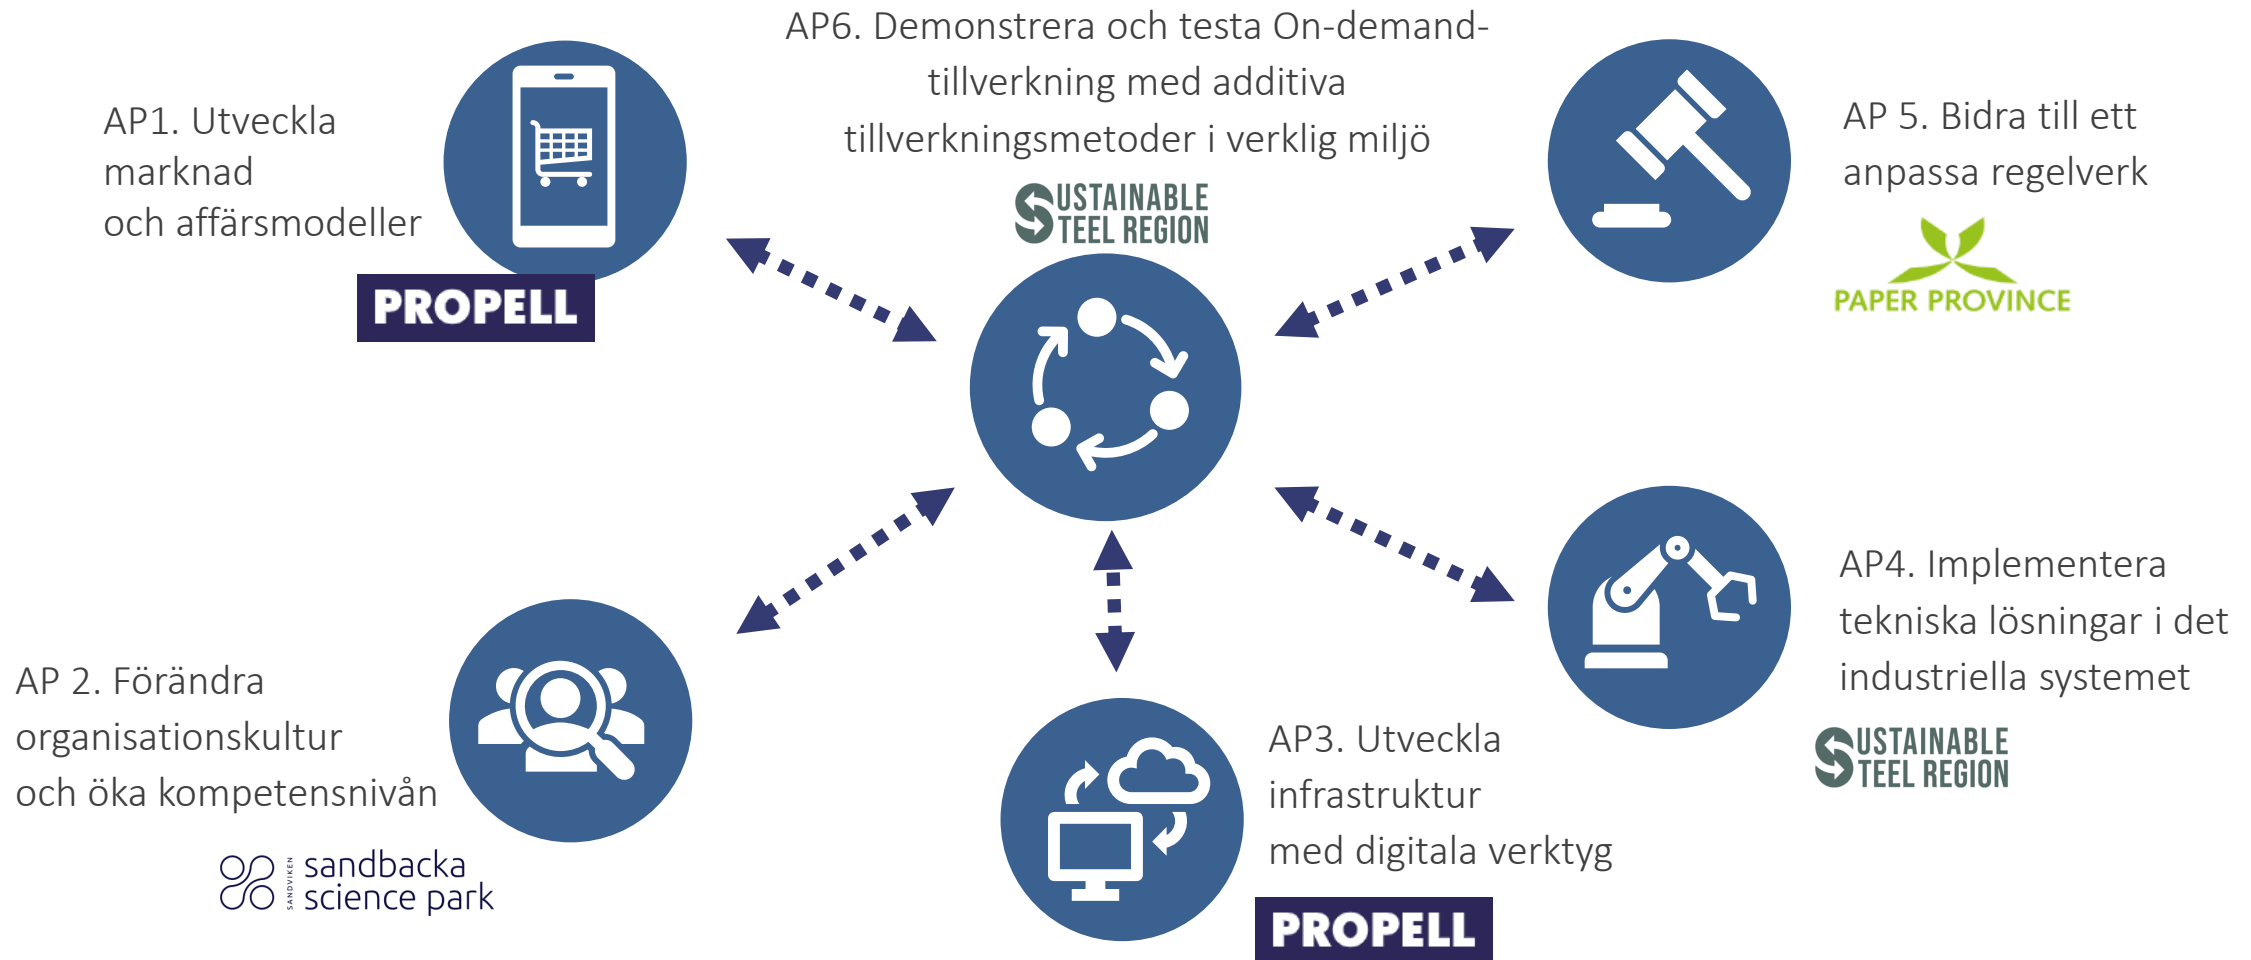 AP6. Demonstrera och testa On-demand-
tillverkning med additiva
tillverkningsmetoder i verklig miljö
SUSTAINABLE
STEEL REGION
AP1. Utveckla
marknad
och affärsmodeller
PROPELL
AP 5. Bidra till ett
anpassa regelverk
PAPER PROVINCE
AP 2. Förändra
organisationskultur
och öka kompetensnivån
SANDVIKEN
sandbacka
science park
AP3. Utveckla
infrastruktur
med digitala verktyg
PROPELL
AP4. Implementera
tekniska lösningar i det
industriella systemet
SUSTAINABLE
STEEL REGION